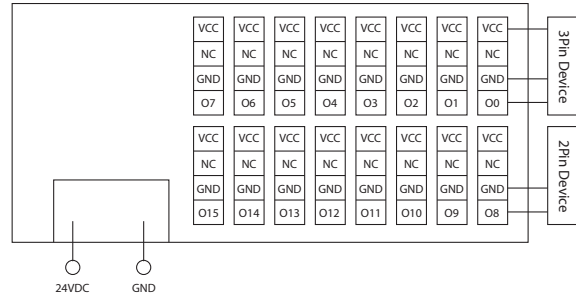 VCC VCC VCC VCC VCC VCC VCC VCC
NC NC NC NC NC NC NC NC
GND GND GND GND GND GND GND GND
O7 O6 O5 O4 O3 O2 O1 O0
3Pin Device
VCC VCC VCC VCC VCC VCC VCC VCC
NC NC NC NC NC NC NC NC
GND GND GND GND GND GND GND GND
O15 O14 O13 O12 O11 O10 O9 O8
2Pin Device
24VDC GND